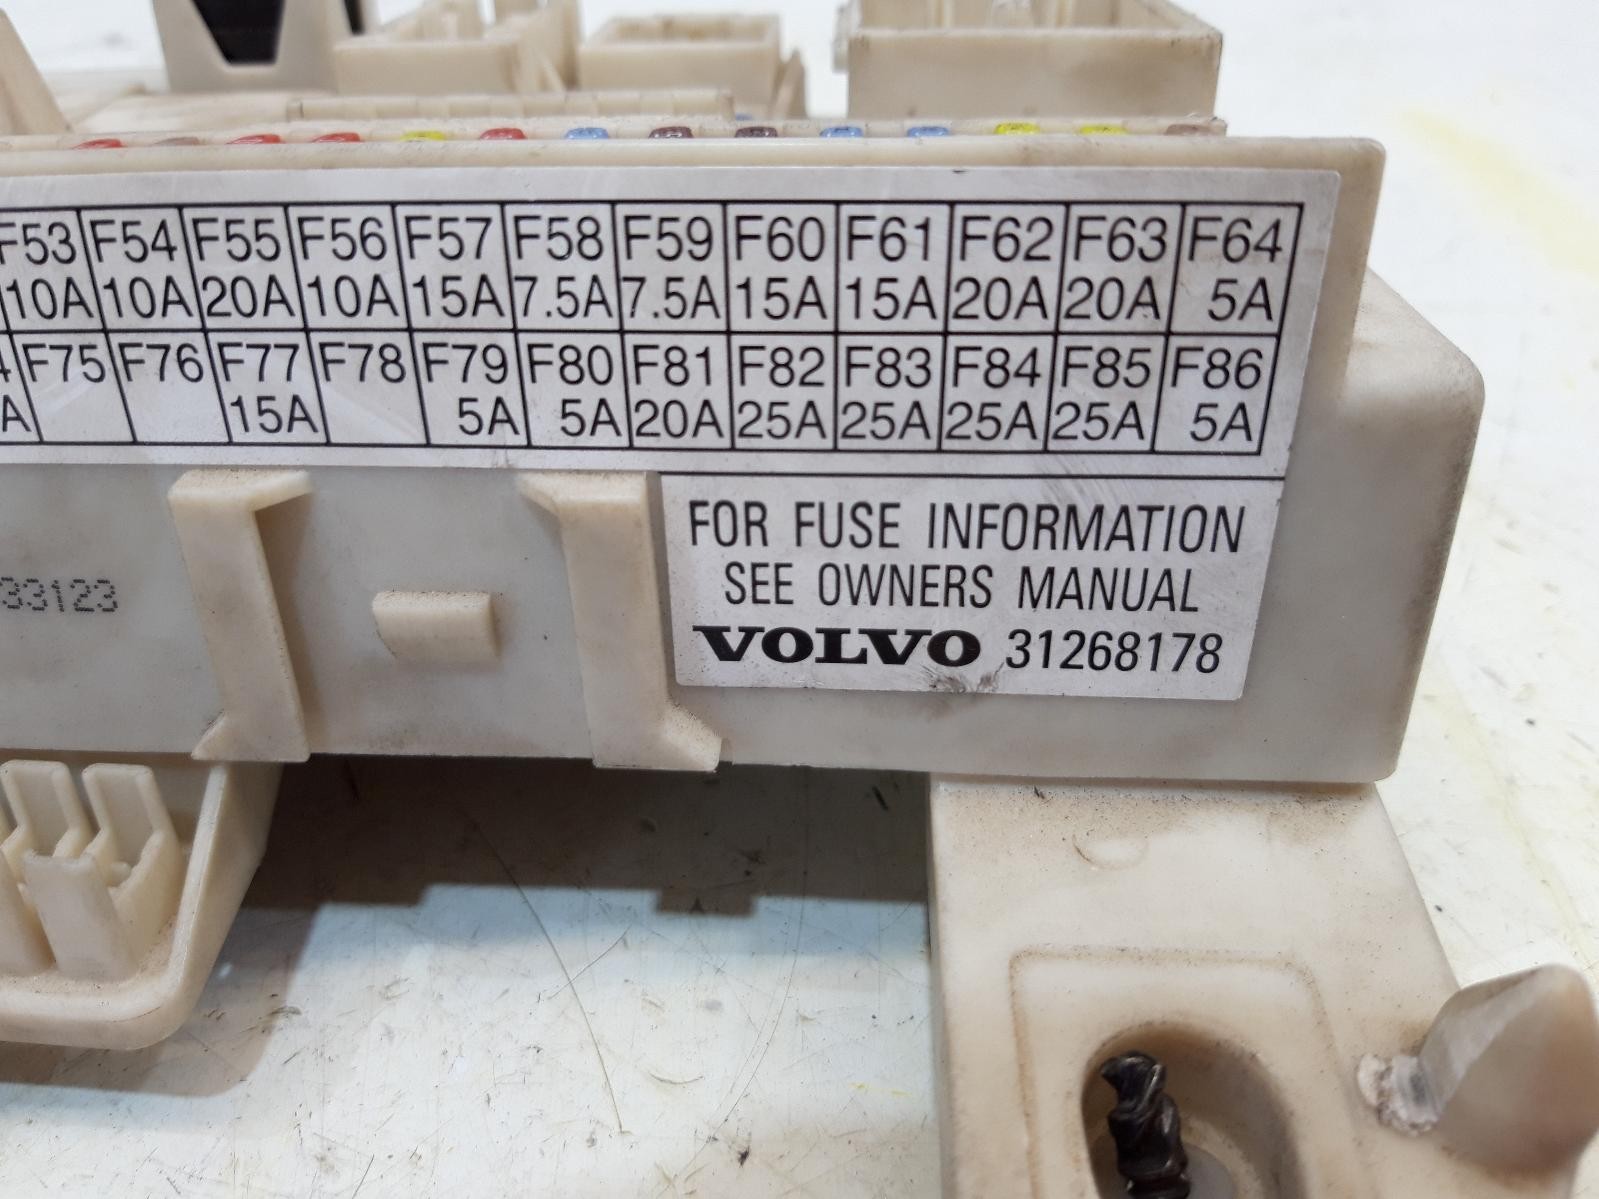 F53 F54 F55 F56 F57 F58 F59 F60 F61 F62 F63 F64
10A 10A 20A 10A 15A 7.5A 7.5A 15A 15A 20A 20A 5A
F75 F76 F77 F78 F79 F80 F81 F82 F83 F84 F85 F86
A 15A 5A 5A 20A 25A 25A 25A 25A 5A
FOR FUSE INFORMATION
SEE OWNERS MANUAL
VOLVO 31268178
33123